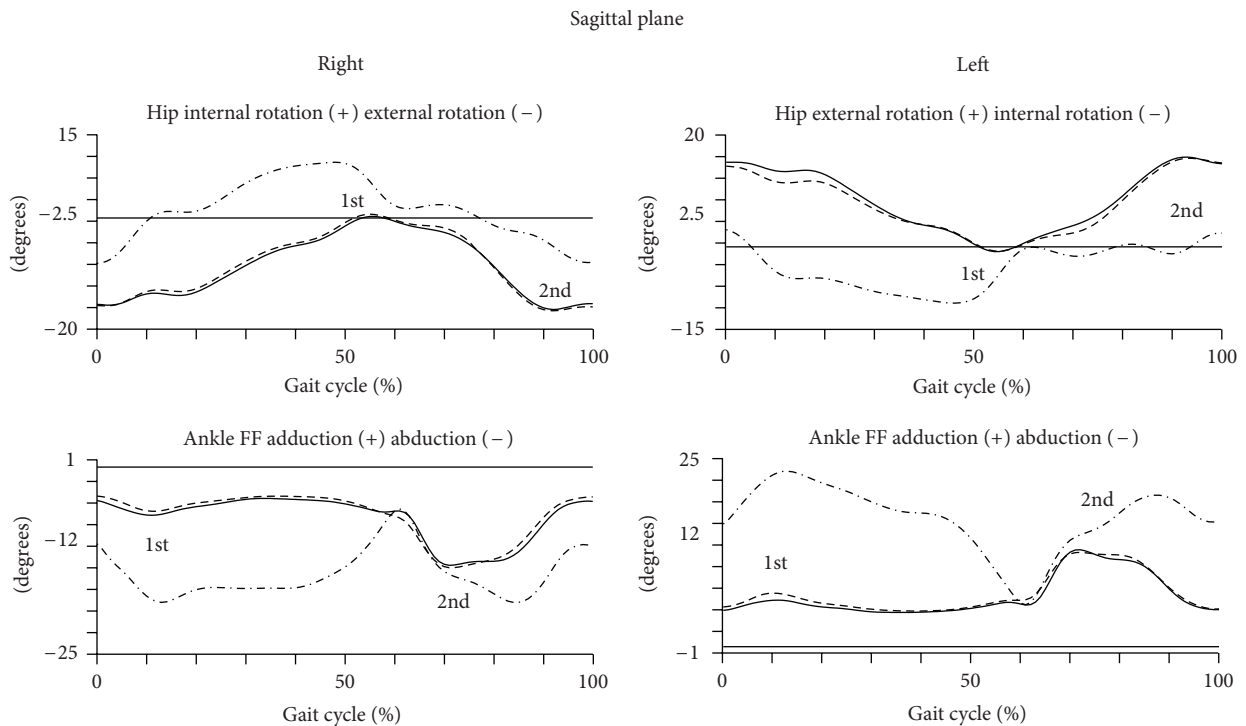 Sagittal plane
Right
Left
Hip internal rotation (+) external rotation (−)
15
−2.5
−20
(degrees)
1st
2nd
0
50
100
Gait cycle (%)
Hip external rotation (+) internal rotation (−)
20
2.5
−15
(degrees)
1st
2nd
0
50
100
Gait cycle (%)
Ankle FF adduction (+) abduction (−)
1
−12
−25
(degrees)
1st
2nd
0
50
100
Gait cycle (%)
Ankle FF adduction (+) abduction (−)
25
12
−1
(degrees)
1st
2nd
0
50
100
Gait cycle (%)